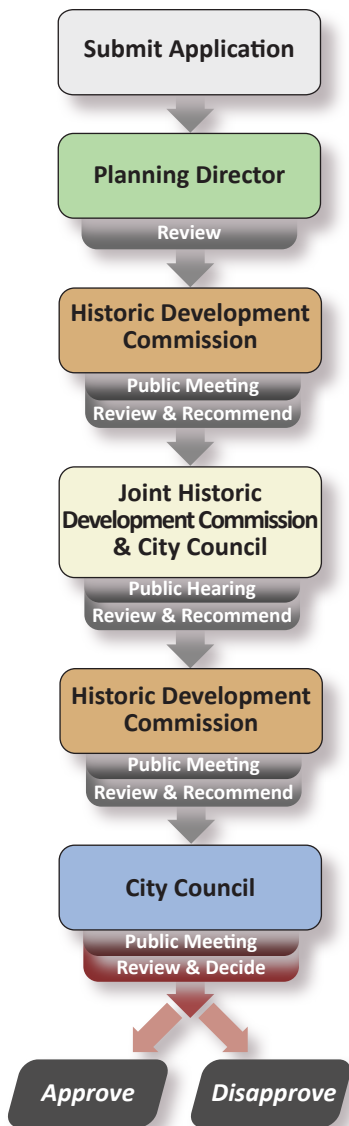 Submit Application
Planning Director
Review
Historic Development
Commission
Public Meeting
Review & Recommend
Joint Historic
Development Commission
& City Council
Public Hearing
Review & Recommend
Historic Development
Commission
Public Meeting
Review & Recommend
City Council
Public Meeting
Review & Decide
Approve
Disapprove